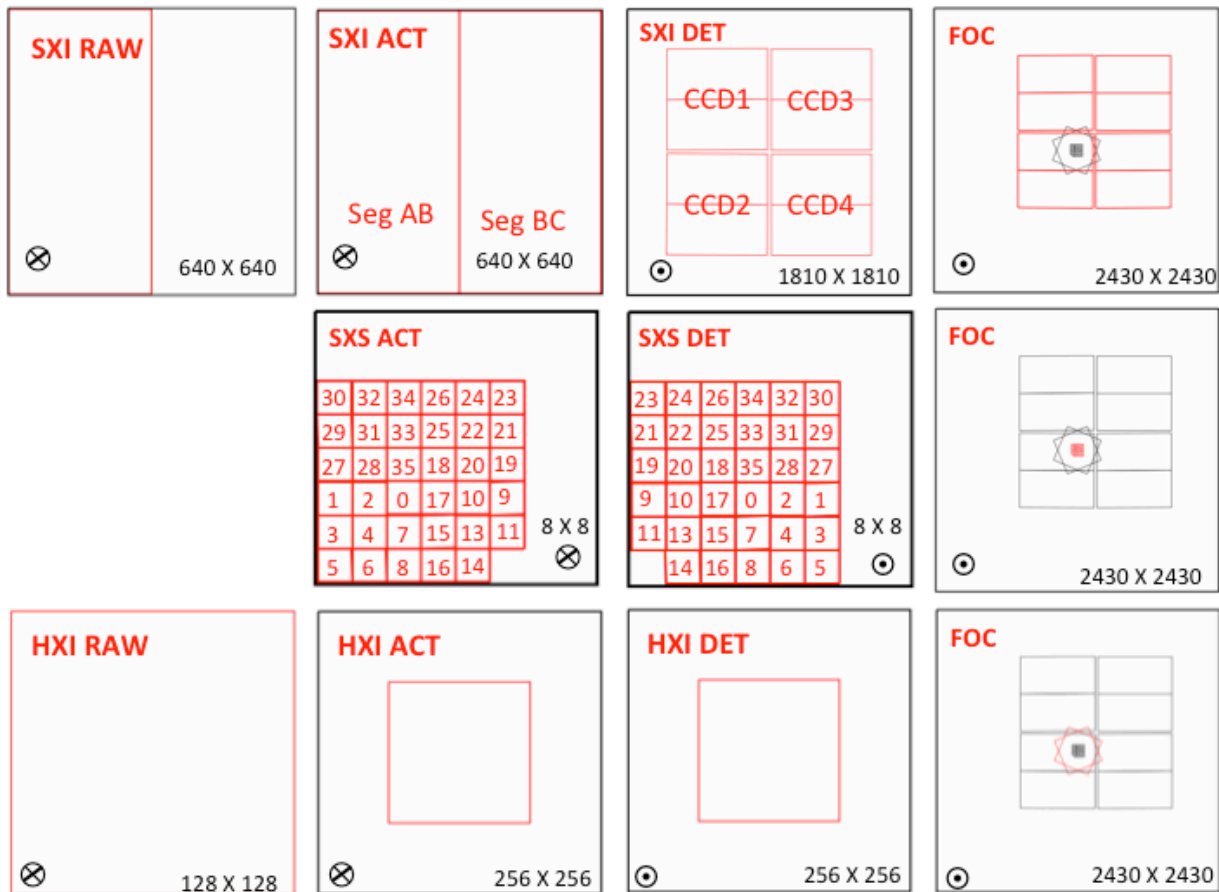 SXI RAW
640 X 640
SXI ACT
Seg AB
Seg BC
640 X 640
SXI DET
CCD1
CCD3
CCD2
CCD4
1810 X 1810
FOC
2430 X 2430
SXS ACT
30 32 34 26 24 23
29 31 33 25 22 21
27 28 35 18 20 19
1 2 0 17 10 9
3 4 7 15 13 11
5 6 8 16 14
8 X 8
SXS DET
23 24 26 34 32 30
21 22 25 33 31 29
19 20 18 35 28 27
9 10 17 0 2 1
11 13 15 7 4 3
14 16 8 6 5
8 X 8
FOC
2430 X 2430
HXI RAW
128 X 128
HXI ACT
256 X 256
HXI DET
256 X 256
FOC
2430 X 2430